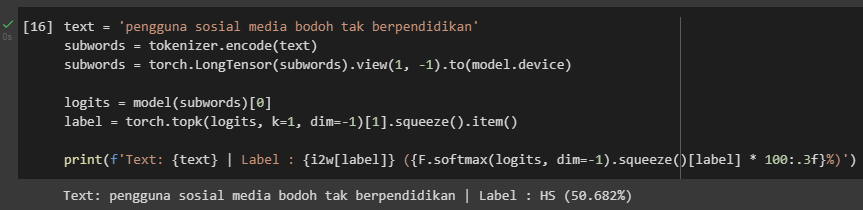 [16] text = 'pengguna sosial media bodoh tak berpendidikan'
0s
subwords = tokenizer.encode(text)
subwords = torch.LongTensor(subwords).view(1, -1).to(model.device)
logits = model(subwords)[0]
label = torch.topk(logits, k=1, dim=-1)[1].squeeze().item()
print(f'Text: {text} | Label : {i2w[label]} ({F.softmax(logits, dim=-1).squeeze()[label] * 100:.3f}%)')
Text: pengguna sosial media bodoh tak berpendidikan | Label : HS (50.682%)